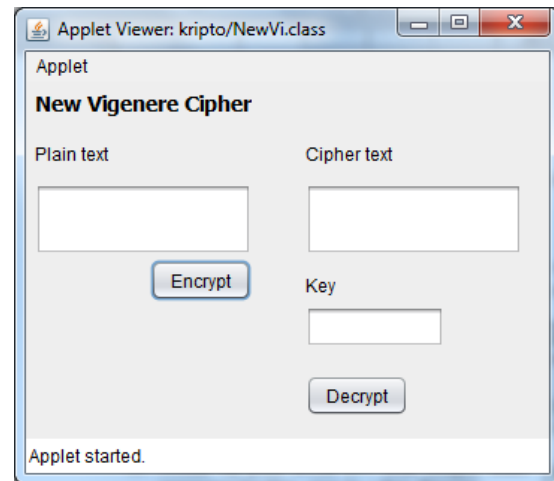 Applet Viewer: kripto/NewVi.class
Applet
New Vigenere Cipher
Plain text
Cipher text
Encrypt
Key
Decrypt
Applet started.